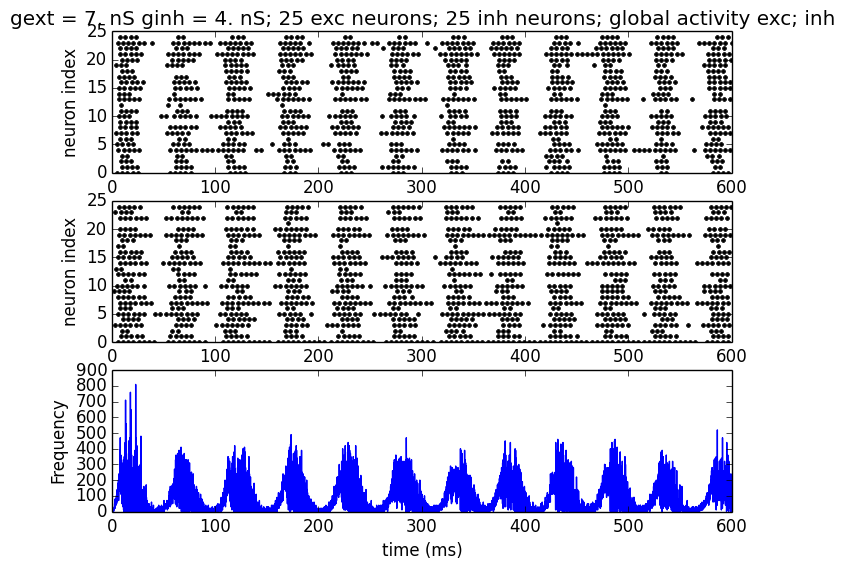 gext = 7. nS ginh = 4. nS; 25 exc neurons; 25 inh neurons; global activity exc; inh
25
20
15
10
5
0
neuron index
0 100 200 300 400 500 600
25
20
15
10
5
0
neuron index
0 100 200 300 400 500 600
900
800
700
600
500
400
300
200
100
0
Frequency
0 100 200 300 400 500 600
time (ms)